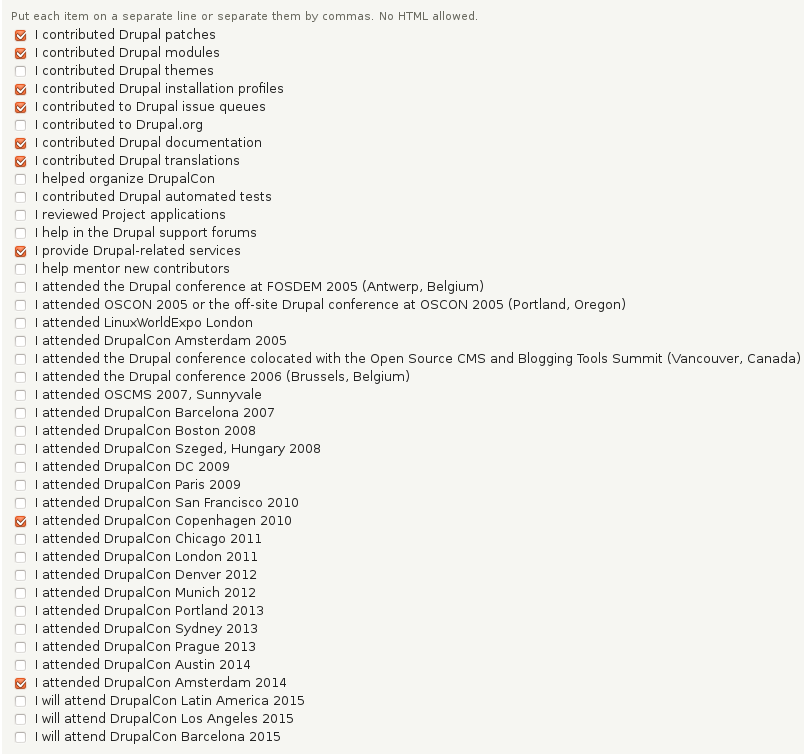 Put each item on a separate line or separate them by commas. No HTML allowed.
I contributed Drupal patches
I contributed Drupal modules
I contributed Drupal themes
I contributed Drupal installation profiles
I contributed to Drupal issue queues
I contributed to Drupal.org
I contributed Drupal documentation
I contributed Drupal translations
I helped organize DrupalCon
I contributed Drupal automated tests
I reviewed Project applications
I help in the Drupal support forums
I provide Drupal-related services
I help mentor new contributors
I attended the Drupal conference at FOSDEM 2005 (Antwerp, Belgium)
I attended OSCON 2005 or the off-site Drupal conference at OSCON 2005 (Portland, Oregon)
I attended LinuxWorldExpo London
I attended DrupalCon Amsterdam 2005
I attended the Drupal conference colocated with the Open Source CMS and Blogging Tools Summit (Vancouver, Canada)
I attended the Drupal conference 2006 (Brussels, Belgium)
I attended OSCMS 2007, Sunnyvale
I attended DrupalCon Barcelona 2007
I attended DrupalCon Boston 2008
I attended DrupalCon Szeged, Hungary 2008
I attended DrupalCon DC 2009
I attended DrupalCon Paris 2009
I attended DrupalCon San Francisco 2010
I attended DrupalCon Copenhagen 2010
I attended DrupalCon Chicago 2011
I attended DrupalCon London 2011
I attended DrupalCon Denver 2012
I attended DrupalCon Munich 2012
I attended DrupalCon Portland 2013
I attended DrupalCon Sydney 2013
I attended DrupalCon Prague 2013
I attended DrupalCon Austin 2014
I attended DrupalCon Amsterdam 2014
I will attend DrupalCon Latin America 2015
I will attend DrupalCon Los Angeles 2015
I will attend DrupalCon Barcelona 2015